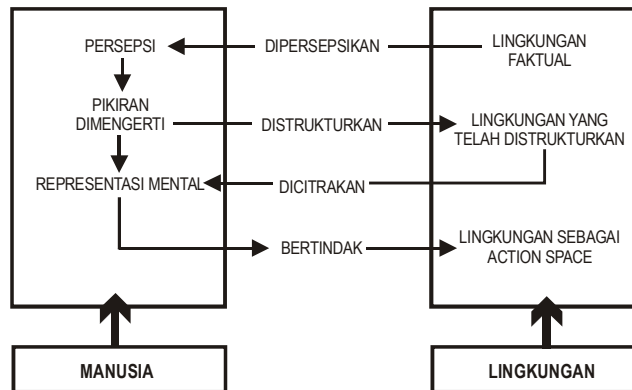 PERSEPSI
DIPERSEPSIKAN
LINGKUNGAN
FAKTUAL
PIKIRAN
DIMENGERTI
DISTRUKTURKAN
LINGKUNGAN YANG
TELAH DISTRUKTURKAN
REPRESENTASI MENTAL
DICITRAKAN
BERTINDAK
LINGKUNGAN SEBAGAI
ACTION SPACE
MANUSIA
LINGKUNGAN